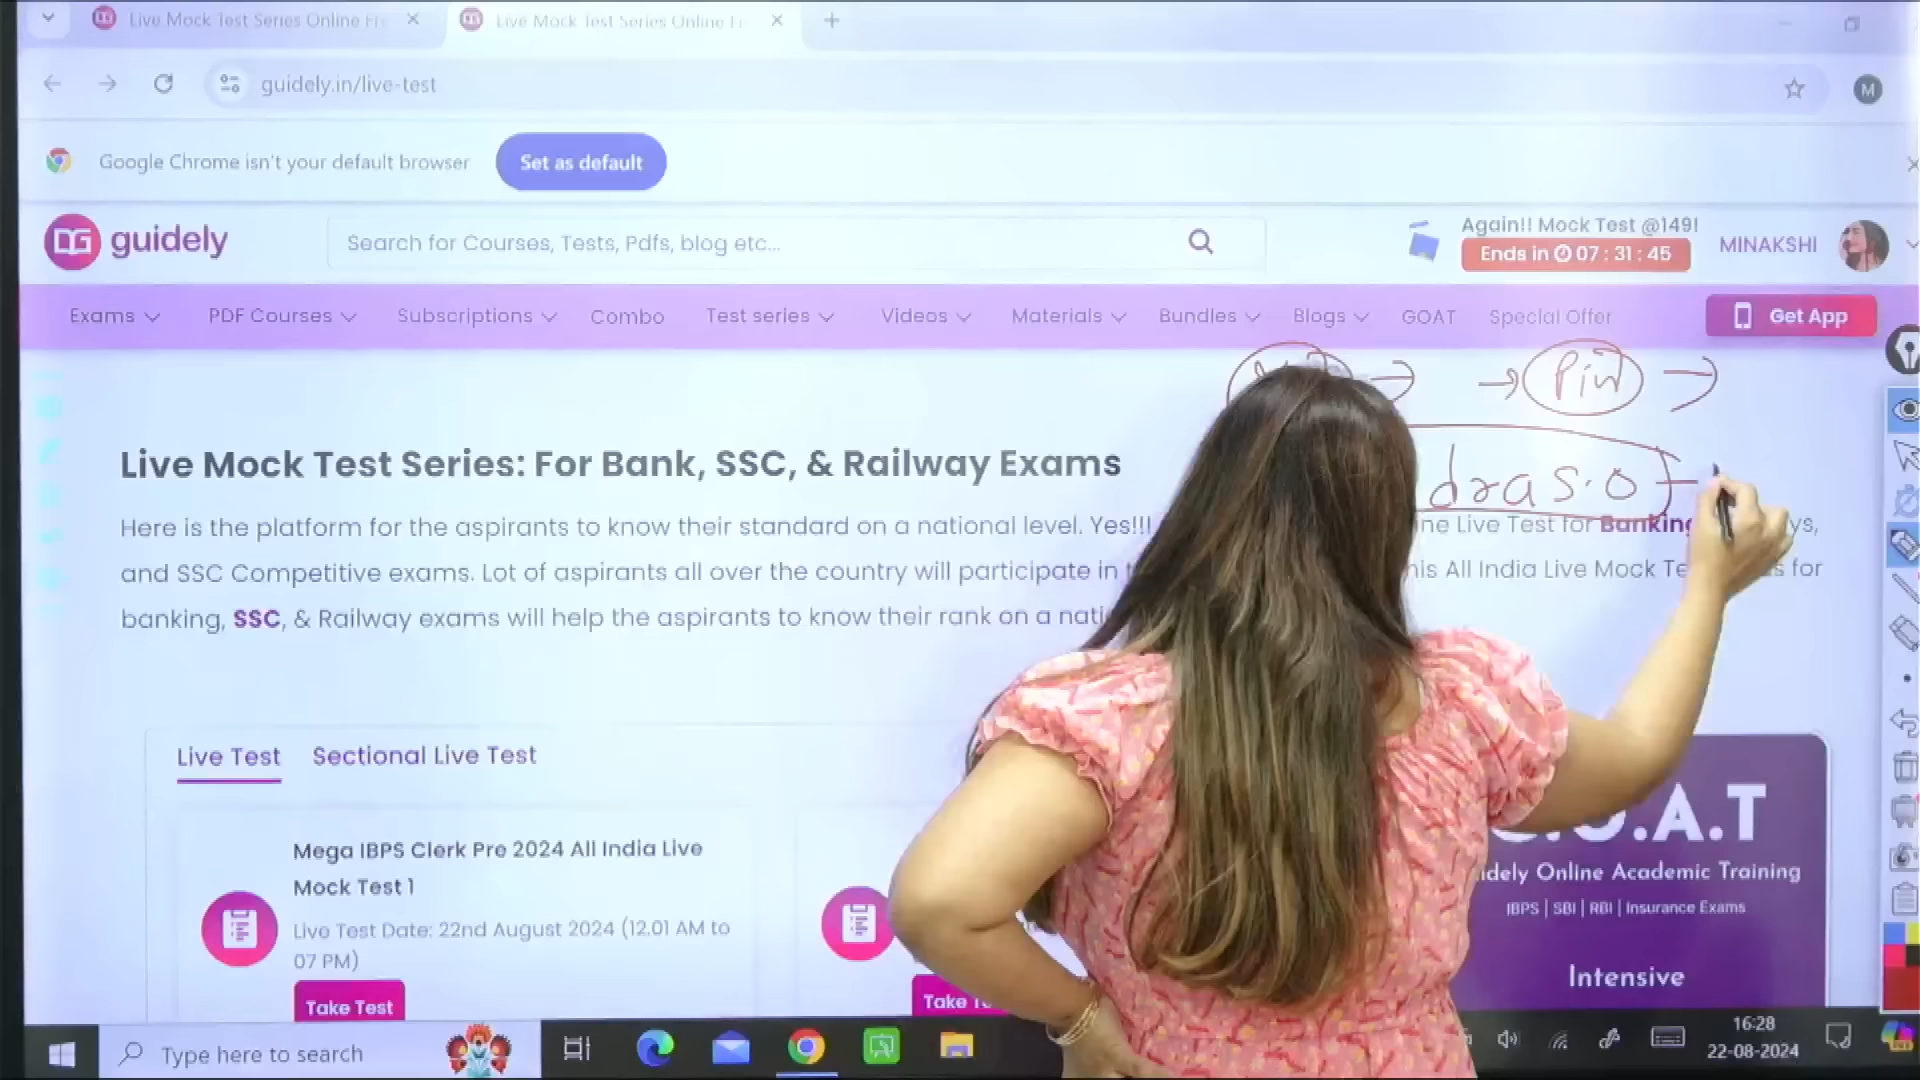 Live Mock Test Series Online Fr
Live Mock Test Series Online Fr
guidely.in/live-test
M
Google Chrome isn't your default browser
Set as default
guidely
Search for Courses, Tests, Pdfs, blog etc...
Again!! Mock Test @149!
Ends in 07 : 31 : 45
MINAKSHI
Exams PDF Courses Subscriptions Combo Test series Videos Materials Bundles Blogs GOAT Special Offer Get App
dra S.O
Live Mock Test Series: For Bank, SSC, & Railway Exams
Here is the platform for the aspirants to know their standard on a national level. Yes!!! Live Test for Banking
and SSC Competitive exams. Lot of aspirants all over the country will participate in All India Live Mock for
banking, SSC, & Railway exams will help the aspirants to know their rank on a
Live Test Sectional Live Test
Mega IBPS Clerk Pre 2024 All India Live
Mock Test 1
Live Test Date: 22nd August 2024 (12.01 AM to
07 PM)
Take Test
Take
.A.T
Online Academic Training
IBPS | SBI | RBI | Insurance Exams
Intensive
Type here to search
16:28
22-08-2024